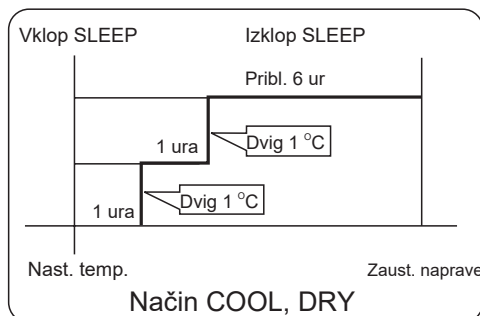 Vklop SLEEP Izklop SLEEP
Pribl. 6 ur
1 ura Dvig 1 °C
1 ura Dvig 1 °C
Nast. temp. Zaust. naprave
Način COOL, DRY